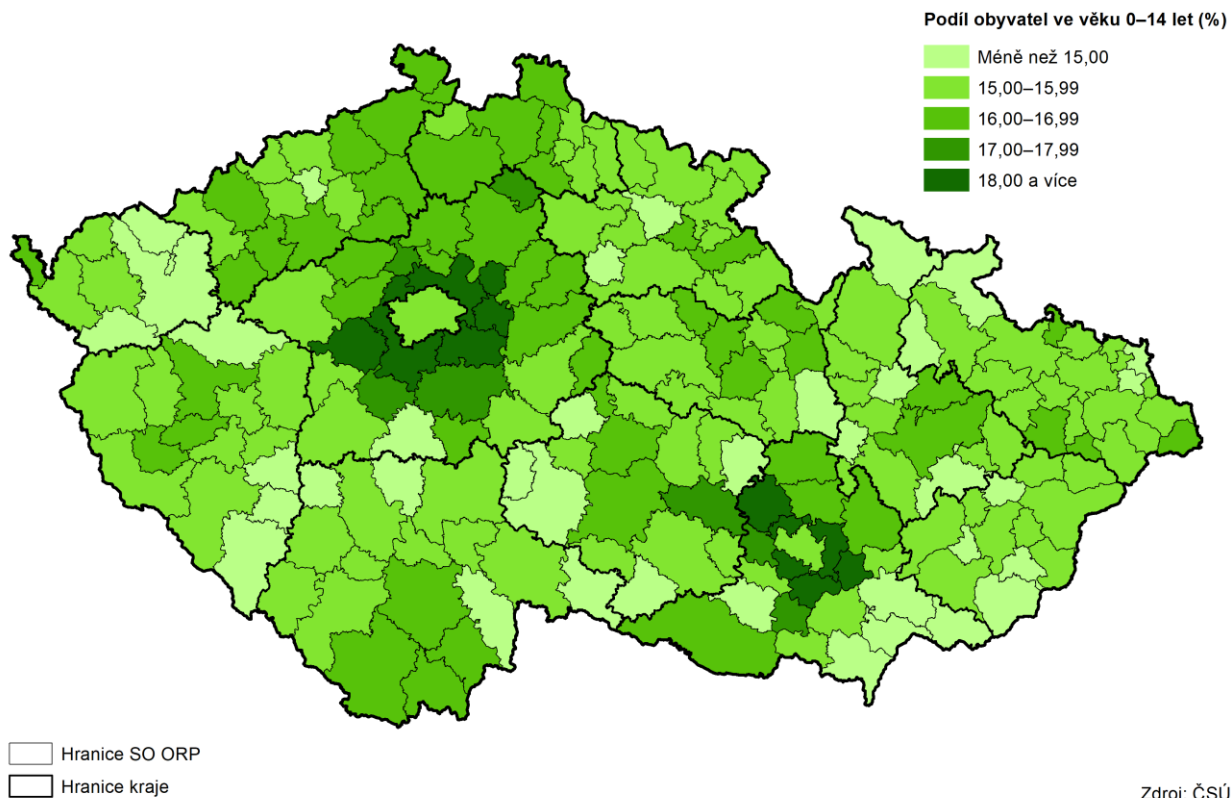 Podíl obyvatel ve věku 0–14 let (%)
Méně než 15,00
15,00–15,99
16,00–16,99
17,00–17,99
18,00 a více
Hranice SO ORP
Hranice kraje
Zdroj: ČSÚ